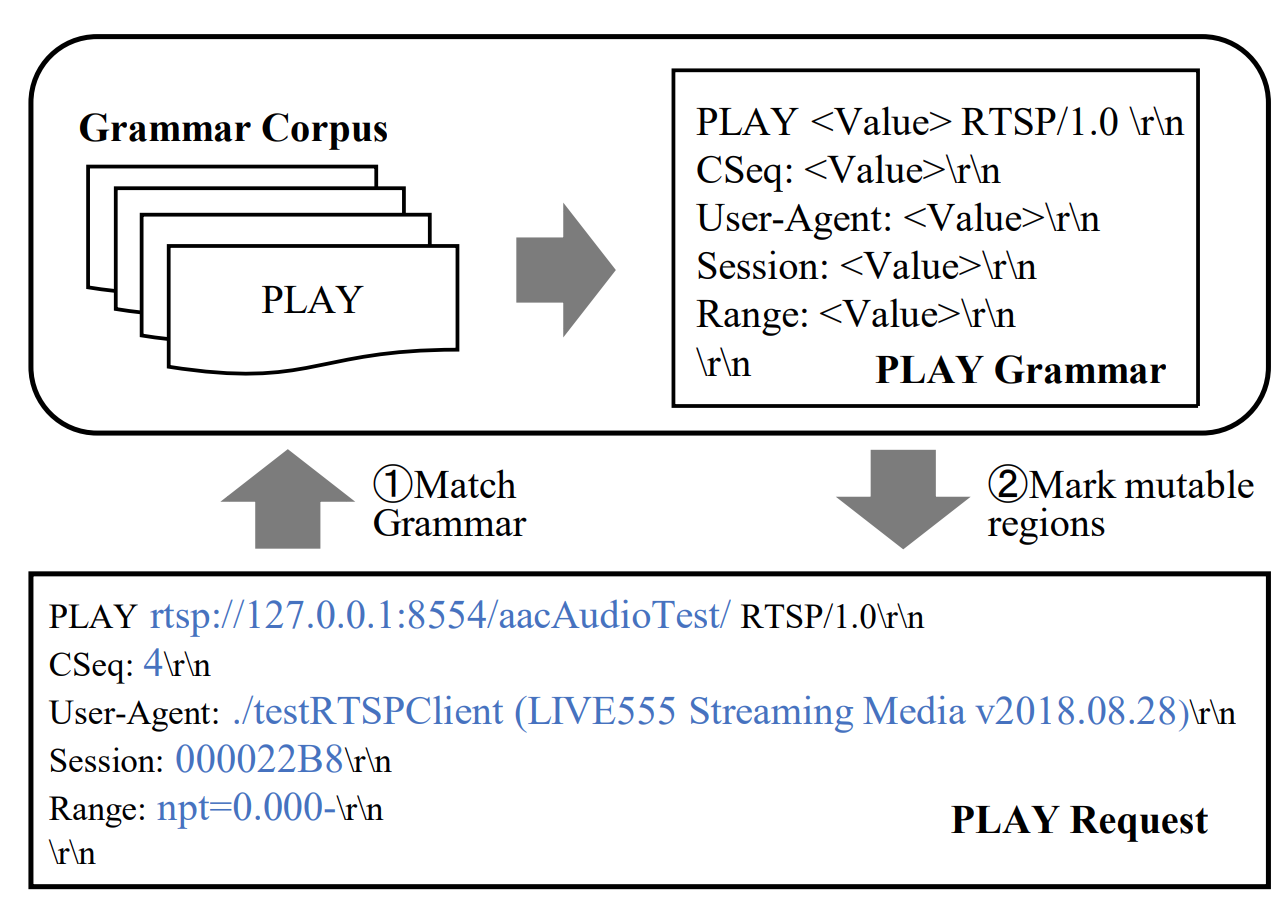 Grammar Corpus
PLAY
PLAY <Value> RTSP/1.0 \r\n
CSeq: <Value>\r\n
User-Agent: <Value>\r\n
Session: <Value>\r\n
Range: <Value>\r\n
\r\n
PLAY Grammar
①Match
Grammar
②Mark mutable
regions
PLAY rtsp://127.0.0.1:8554/aacAudioTest/ RTSP/1.0\r\n
CSeq: 4\r\n
User-Agent: ./testRTSPClient (LIVE555 Streaming Media v2018.08.28)\r\n
Session: 000022B8\r\n
Range: npt=0.000-\r\n
\r\n
PLAY Request